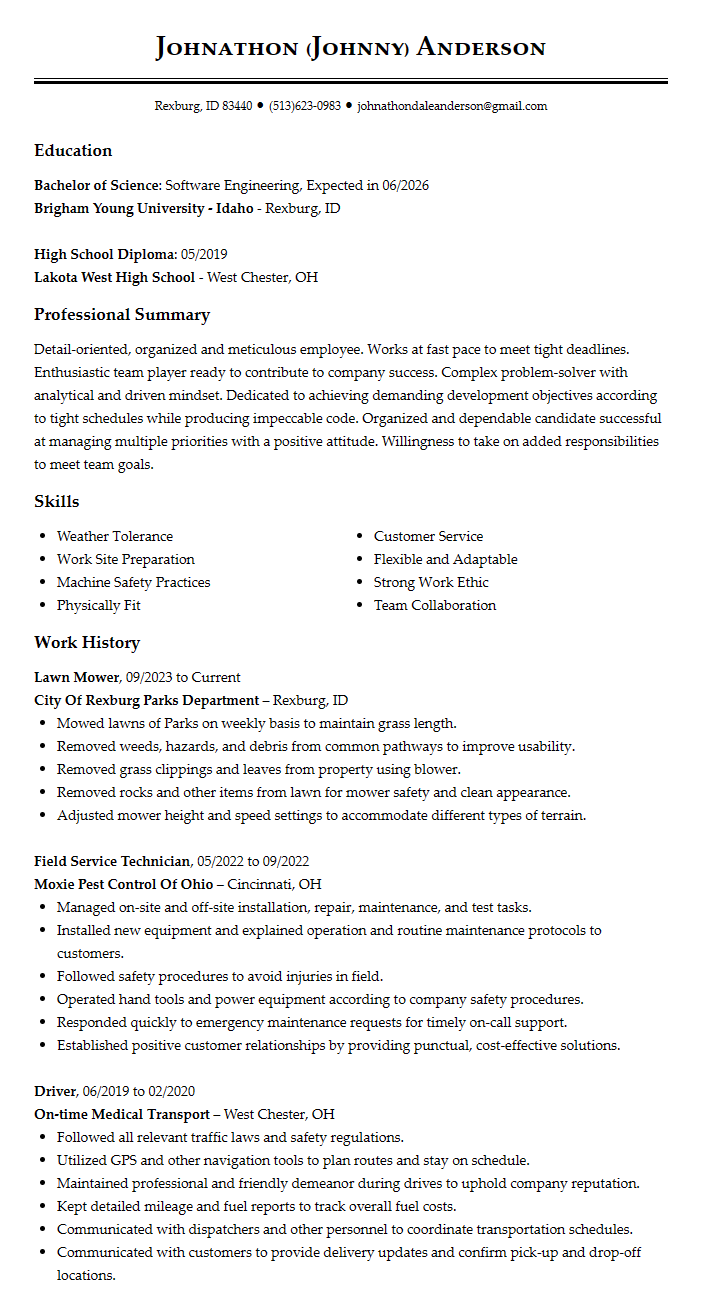 Johnathon (Johnny) Anderson
Rexburg, ID 83440 • (513)623-0983 • johnathondaleanderson@gmail.com
Education
Bachelor of Science: Software Engineering, Expected in 06/2026
Brigham Young University - Idaho - Rexburg, ID
High School Diploma: 05/2019
Lakota West High School - West Chester, OH
Professional Summary
Detail-oriented, organized and meticulous employee. Works at fast pace to meet tight deadlines.
Enthusiastic team player ready to contribute to company success. Complex problem-solver with
analytical and driven mindset. Dedicated to achieving demanding development objectives according
to tight schedules while producing impeccable code. Organized and dependable candidate successful
at managing multiple priorities with a positive attitude. Willingness to take on added responsibilities
to meet team goals.
Skills
• Weather Tolerance
• Work Site Preparation
• Machine Safety Practices
• Physically Fit
• Customer Service
• Flexible and Adaptable
• Strong Work Ethic
• Team Collaboration
Work History
Lawn Mower, 09/2023 to Current
City Of Rexburg Parks Department – Rexburg, ID
• Mowed lawns of Parks on weekly basis to maintain grass length.
• Removed weeds, hazards, and debris from common pathways to improve usability.
• Removed grass clippings and leaves from property using blower.
• Removed rocks and other items from lawn for mower safety and clean appearance.
• Adjusted mower height and speed settings to accommodate different types of terrain.
Field Service Technician, 05/2022 to 09/2022
Moxie Pest Control Of Ohio – Cincinnati, OH
• Managed on-site and off-site installation, repair, maintenance, and test tasks.
• Installed new equipment and explained operation and routine maintenance protocols to
customers.
• Followed safety procedures to avoid injuries in field.
• Operated hand tools and power equipment according to company safety procedures.
• Responded quickly to emergency maintenance requests for timely on-call support.
• Established positive customer relationships by providing punctual, cost-effective solutions.
Driver, 06/2019 to 02/2020
On-time Medical Transport – West Chester, OH
• Followed all relevant traffic laws and safety regulations.
• Utilized GPS and other navigation tools to plan routes and stay on schedule.
• Maintained professional and friendly demeanor during drives to uphold company reputation.
• Kept detailed mileage and fuel reports to track overall fuel costs.
• Communicated with dispatchers and other personnel to coordinate transportation schedules.
• Communicated with customers to provide delivery updates and confirm pick-up and drop-off
locations.